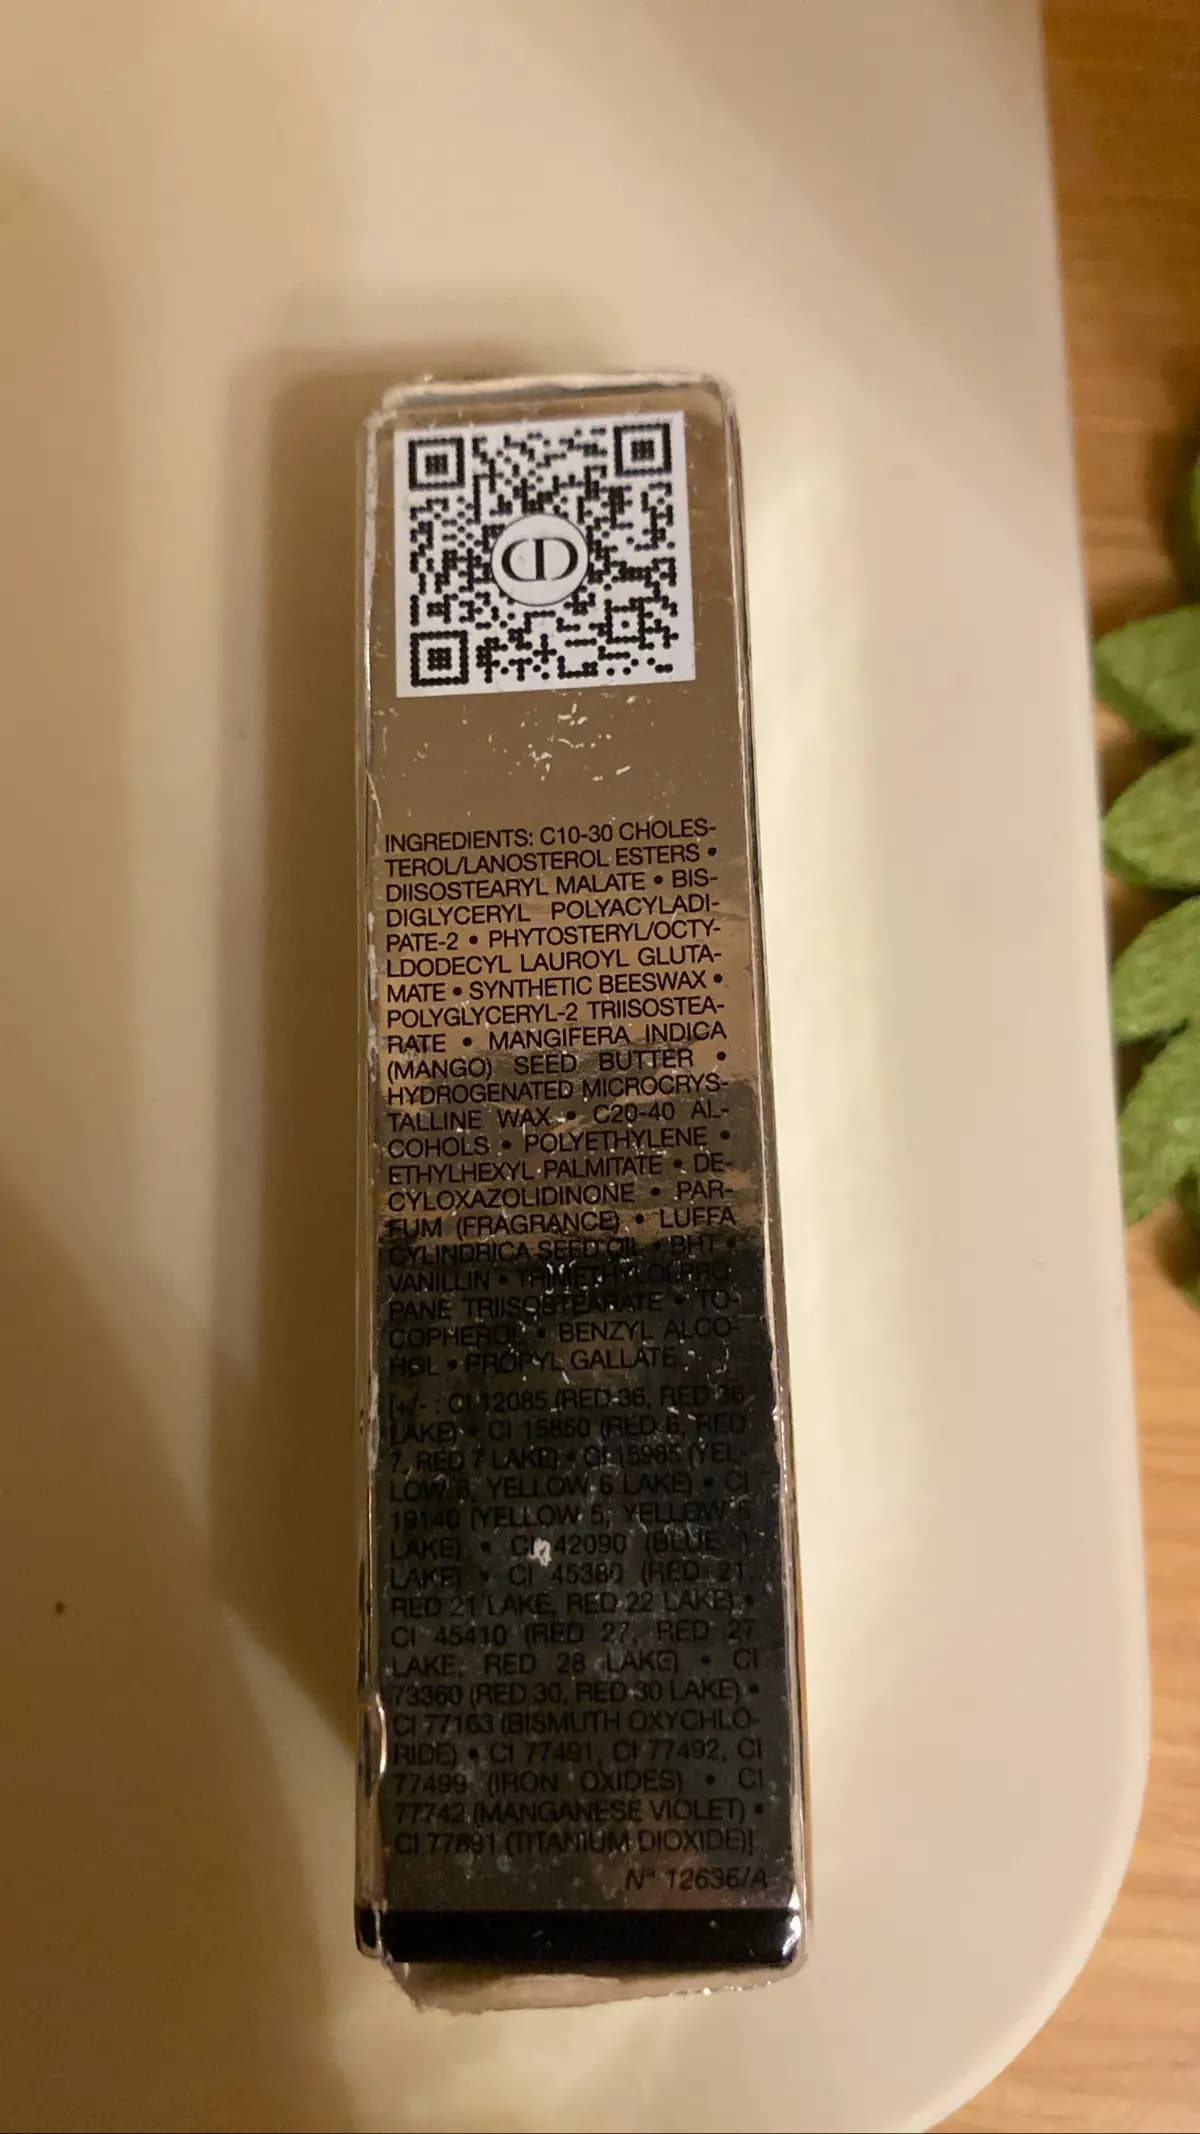 CD
INGREDIENTS: C10-30 CHOLES-
TEROL/LANOSTEROL ESTERS •
DIISOSTEARYL MALATE • BIS-
DIGLYCERYL POLYACYLADI-
PATE-2 • PHYTOSTERYL/OCTY-
LDODECYL LAUROYL GLUTA-
MATE • SYNTHETIC BEESWAX •
POLYGLYCERYL-2 TRIISOSTEA-
RATE • MANGIFERA INDICA
(MANGO) SEED BUTTER •
HYDROGENATED MICROCRYS-
TALLINE WAX • C20-40 AL-
COHOLS • POLYETHYLENE •
ETHYLHEXYL PALMITATE • DE-
CYLOXAZOLIDINONE • PAR-
FUM (FRAGRANCE) • LUFFA
CYLINDRICA SEED OIL • BHT •
VANILLIN • TRIMETHYLOLPRO-
PANE TRIISOSTEARATE • TO-
COPHEROL • BENZYL ALCO-
HOL • PROPYL GALLATE.
[+/- : CI 12085 (RED 36, RED 36
LAKE) • CI 15850 (RED 6, RED
7, RED 7 LAKE) • CI 15985 (YEL-
LOW 6, YELLOW 6 LAKE) • CI
19140 (YELLOW 5, YELLOW 5
LAKE) • CI 42090 (BLUE 1
LAKE) • CI 45380 (RED 21,
RED 21 LAKE, RED 22 LAKE) •
CI 45410 (RED 27, RED 27
LAKE, RED 28 LAKE) • CI
73360 (RED 30, RED 30 LAKE) •
CI 77163 (BISMUTH OXYCHLO-
RIDE) • CI 77491, CI 77492, CI
77499 (IRON OXIDES) • CI
77742 (MANGANESE VIOLET) •
CI 77891 (TITANIUM DIOXIDE)].
N° 12636/A